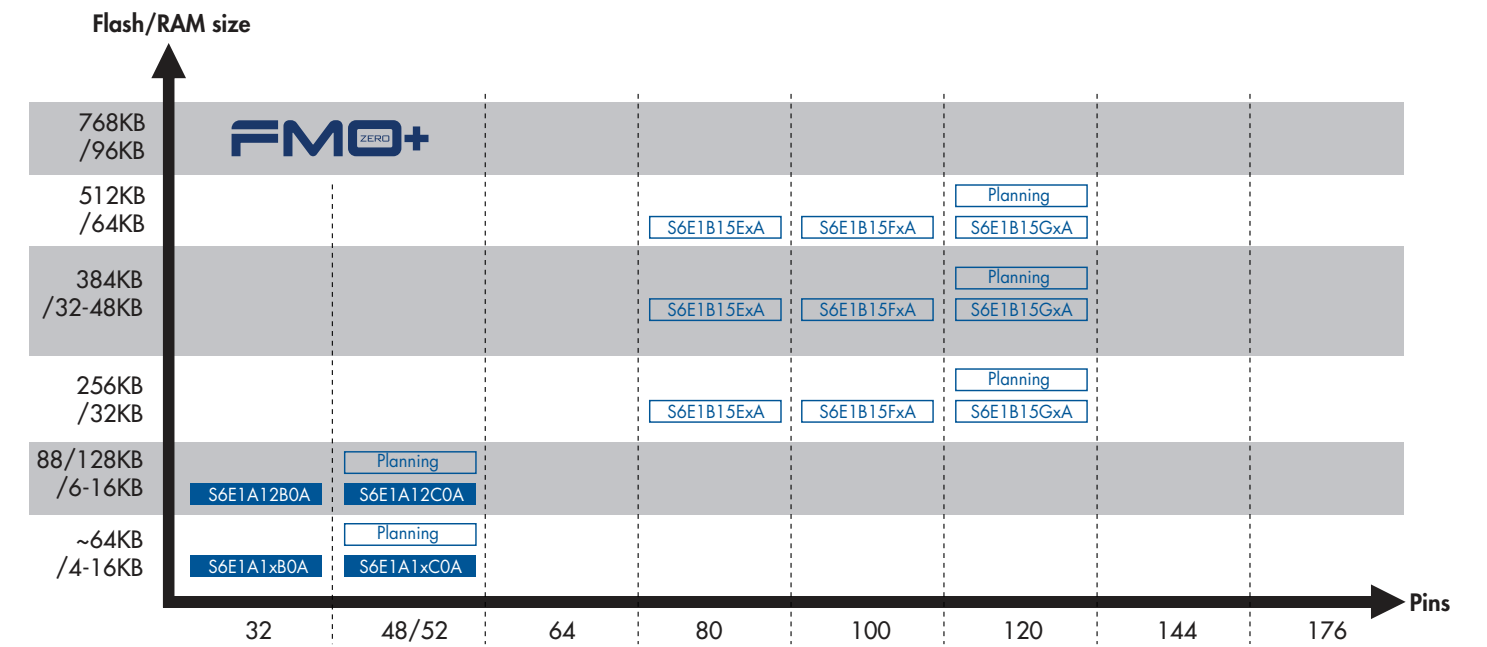 Flash/RAM size
768KB
/96KB
FM0+
ZERO
512KB
/64KB
Planning
S6E1B15ExA
S6E1B15FxA
S6E1B15GxA
384KB
/32-48KB
Planning
S6E1B15ExA
S6E1B15FxA
S6E1B15GxA
256KB
/32KB
Planning
S6E1B15ExA
S6E1B15FxA
S6E1B15GxA
88/128KB
/6-16KB
Planning
S6E1A12B0A
S6E1A12C0A
~64KB
/4-16KB
Planning
S6E1A1xB0A
S6E1A1xC0A
Pins
32
48/52
64
80
100
120
144
176